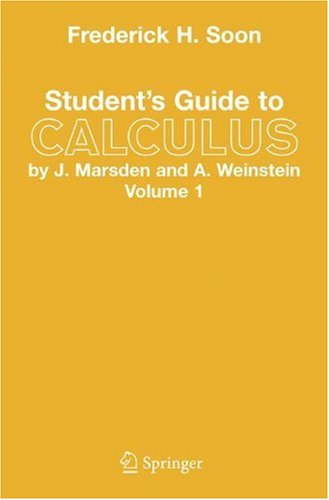 Frederick H. Soon
Student's Guide to
CALCULUS
by J. Marsden and A. Weinstein
Volume 1
Springer